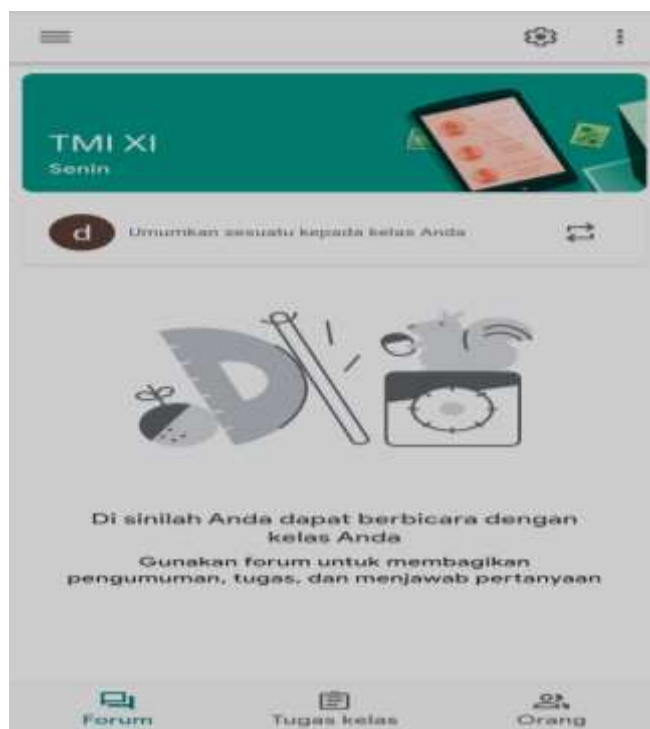 TMI XI
Senin
d
Umumkan sesuatu kepada kelas Anda
Di sinilah Anda dapat berbicara dengan
kelas Anda
Gunakan forum untuk membagikan
pengumuman, tugas, dan menjawab pertanyaan
Forum
Tugas kelas
Orang